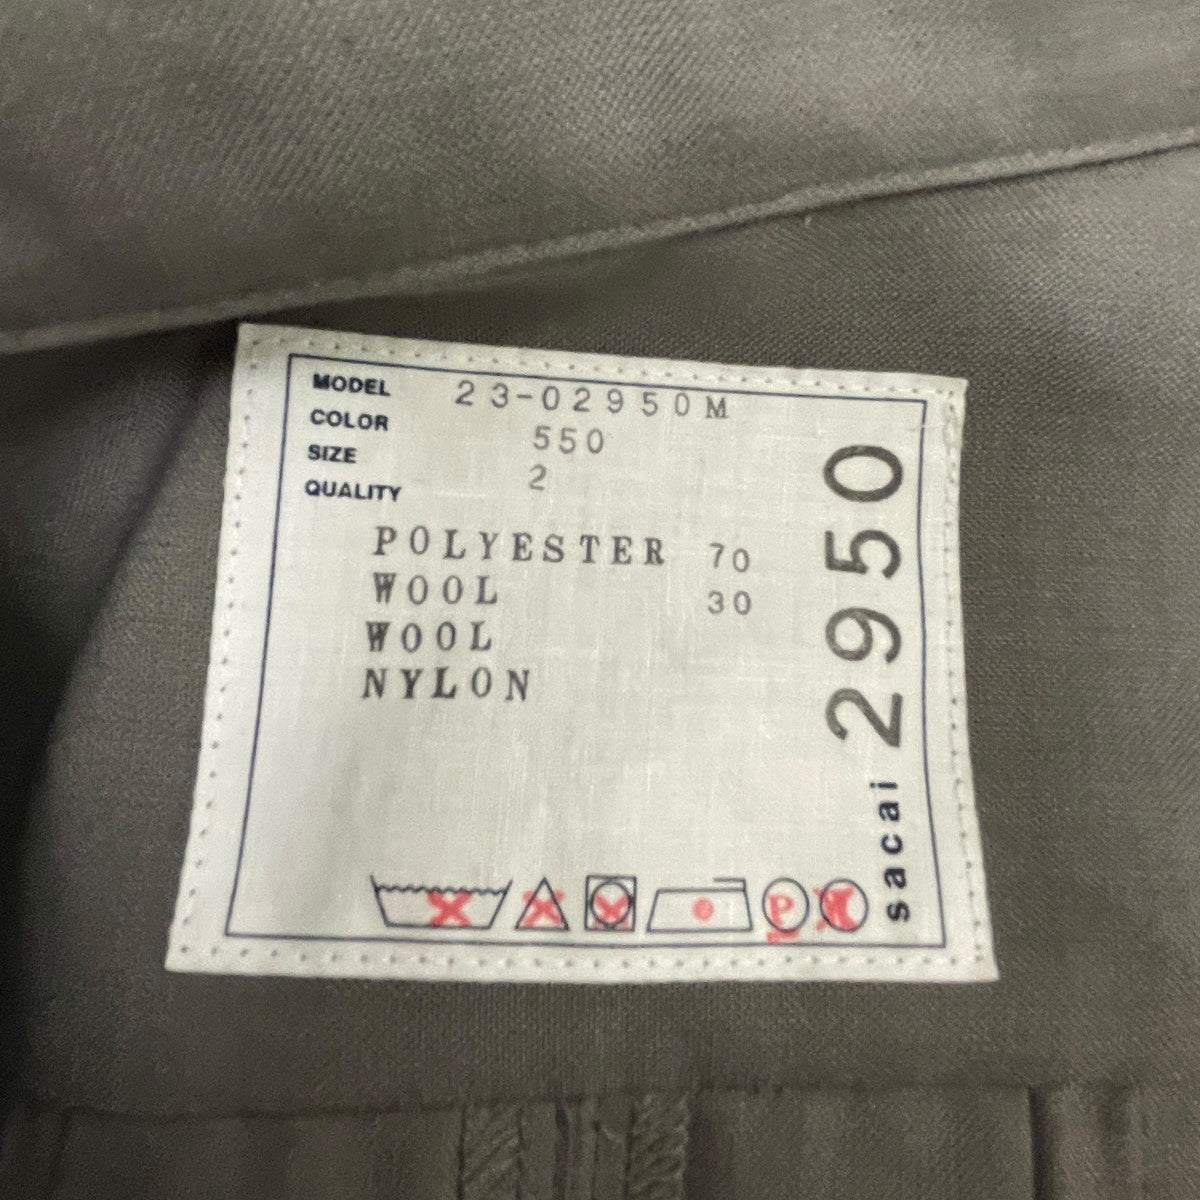 MODEL 23-02950M
COLOR 550
SIZE 2
QUALITY
POLYESTER 70
WOOL 30
WOOL
NYLON
sacai 2950
P